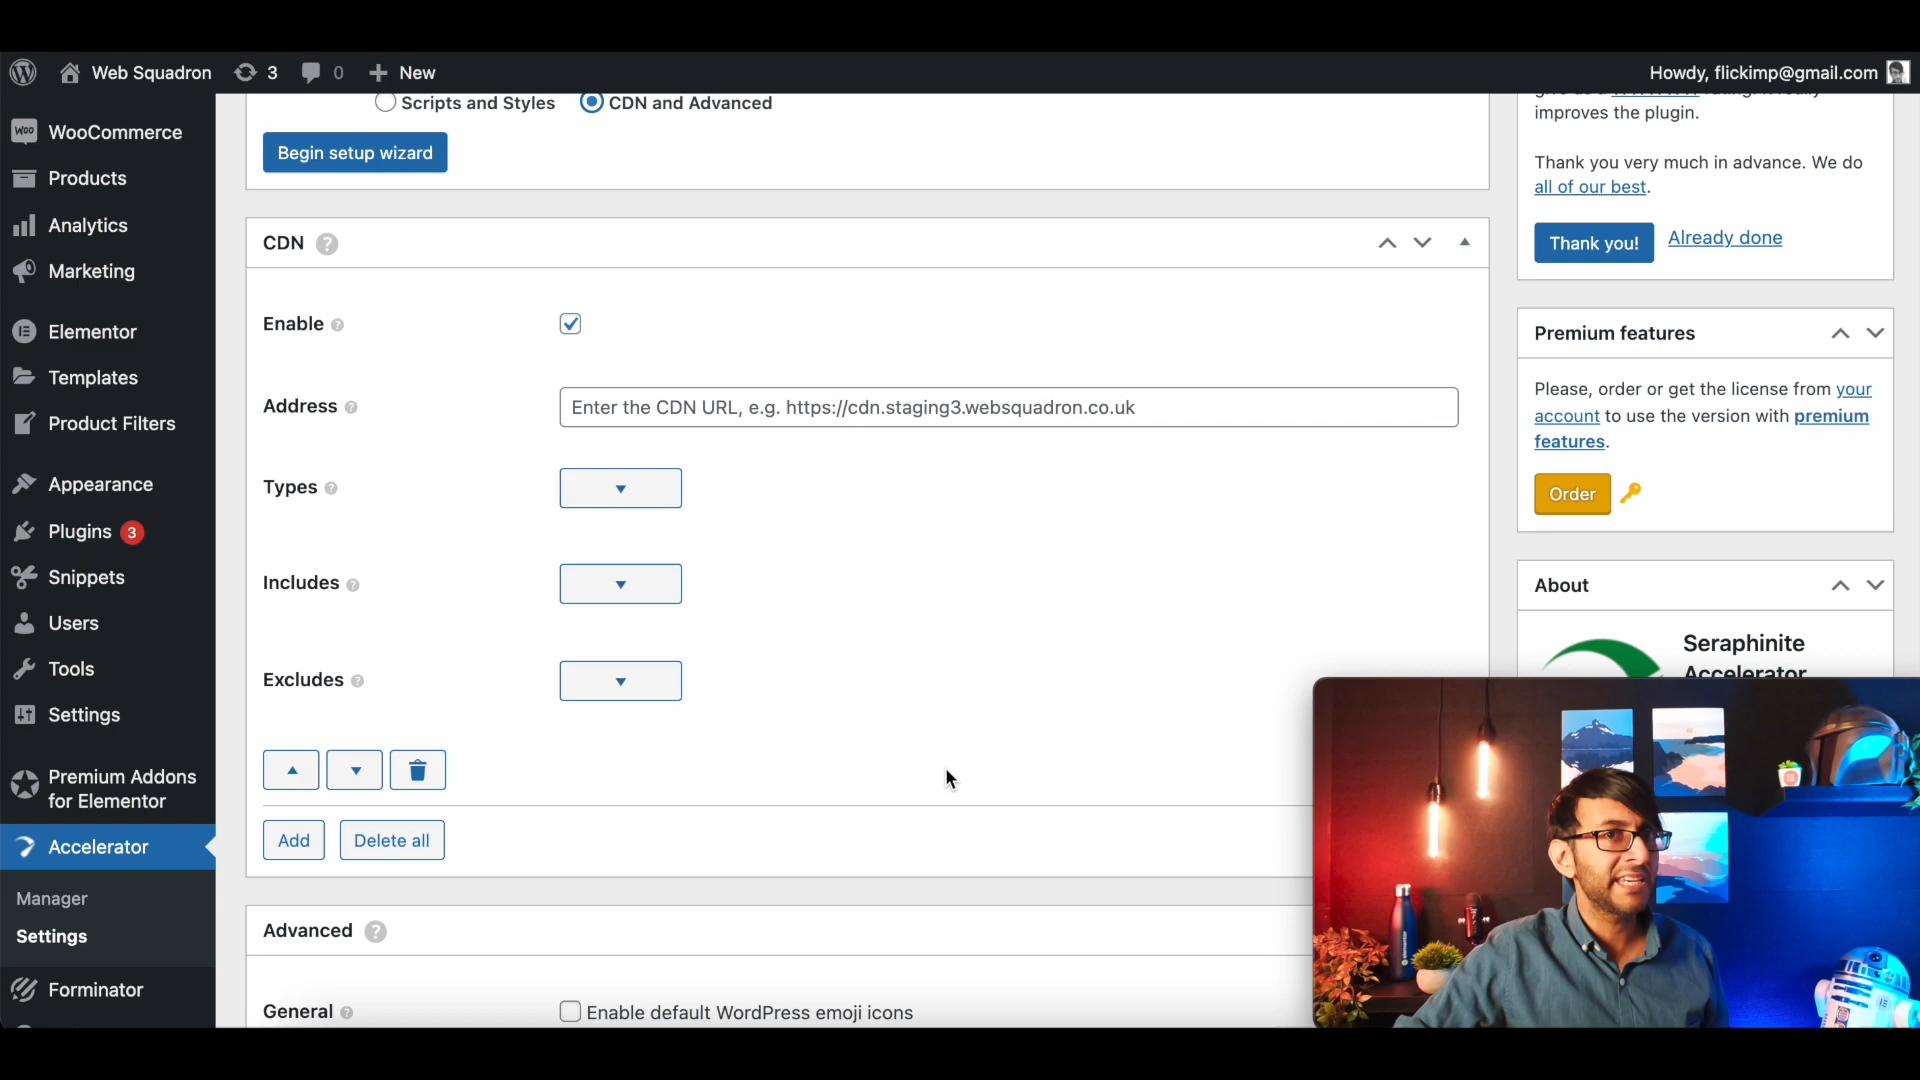 Web Squadron 3 0 New
Howdy, flickimp@gmail.com
WooCommerce
Products
Analytics
Marketing
Elementor
Templates
Product Filters
Appearance
Plugins 3
Snippets
Users
Tools
Settings
Premium Addons
for Elementor
Accelerator
Manager
Settings
Forminator
Scripts and Styles
CDN and Advanced
Begin setup wizard
CDN ?
Enable ?
Address ?
Enter the CDN URL, e.g. https://cdn.staging3.websquadron.co.uk
Types ?
Includes ?
Excludes ?
Add
Delete all
Advanced ?
General ?
Enable default WordPress emoji icons
improves the plugin.
Thank you very much in advance. We do
all of our best.
Thank you!
Already done
Premium features
Please, order or get the license from your
account to use the version with premium
features.
Order
About
Seraphinite
Accelerator